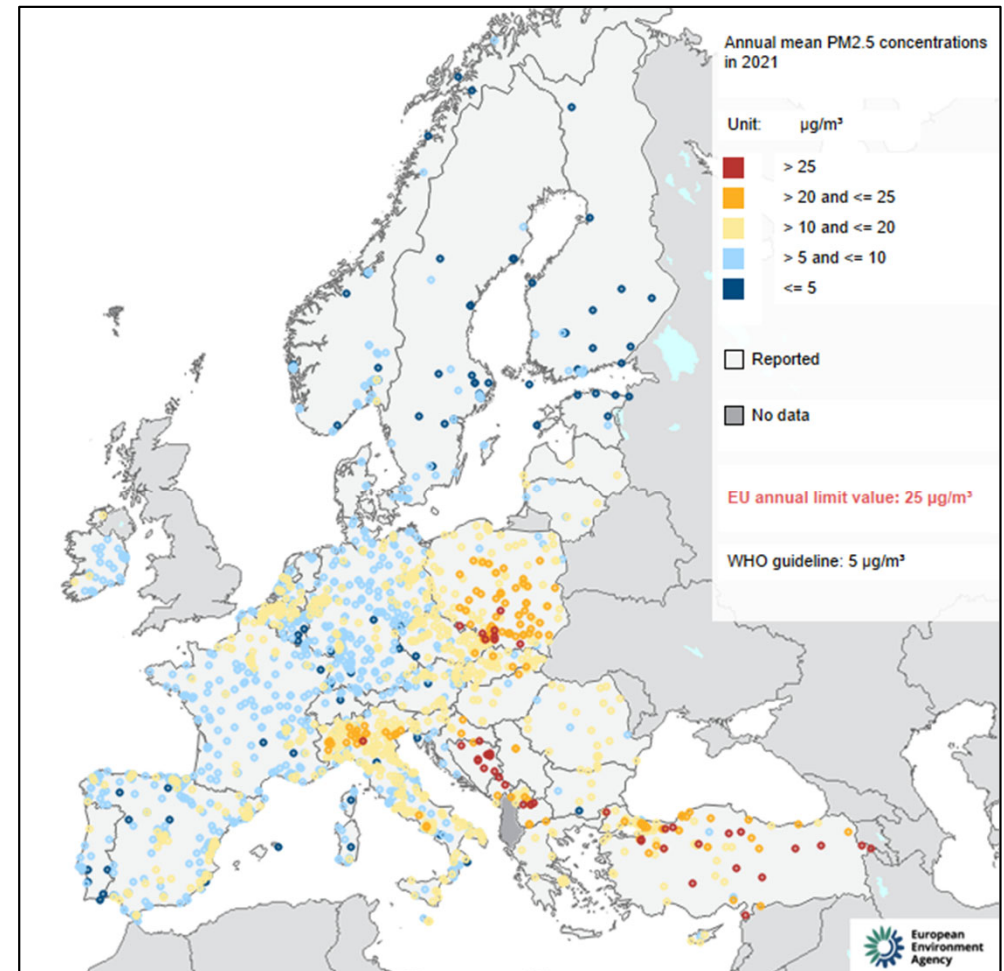 Annual mean PM2.5 concentrations
in 2021
Unit: µg/m³
> 25
> 20 and <= 25
> 10 and <= 20
> 5 and <= 10
<= 5
Reported
No data
EU annual limit value: 25 µg/m³
WHO guideline: 5 µg/m³
European
Environment
Agency